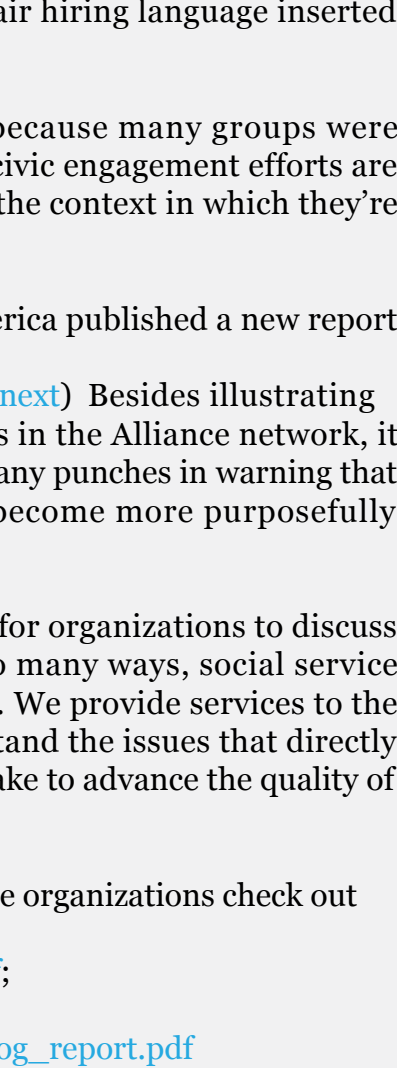 air hiring language inserted
because many groups were
civic engagement efforts are
the context in which they’re
erica published a new report
next) Besides illustrating
s in the Alliance network, it
any punches in warning that
become more purposefully
for organizations to discuss
o many ways, social service
. We provide services to the
tand the issues that directly
ake to advance the quality of
e organizations check out
;
og_report.pdf